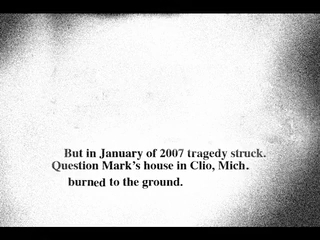 But in January of 2007 tragedy struck.
Question Mark's house in Clio, Mich.
burned to the ground.